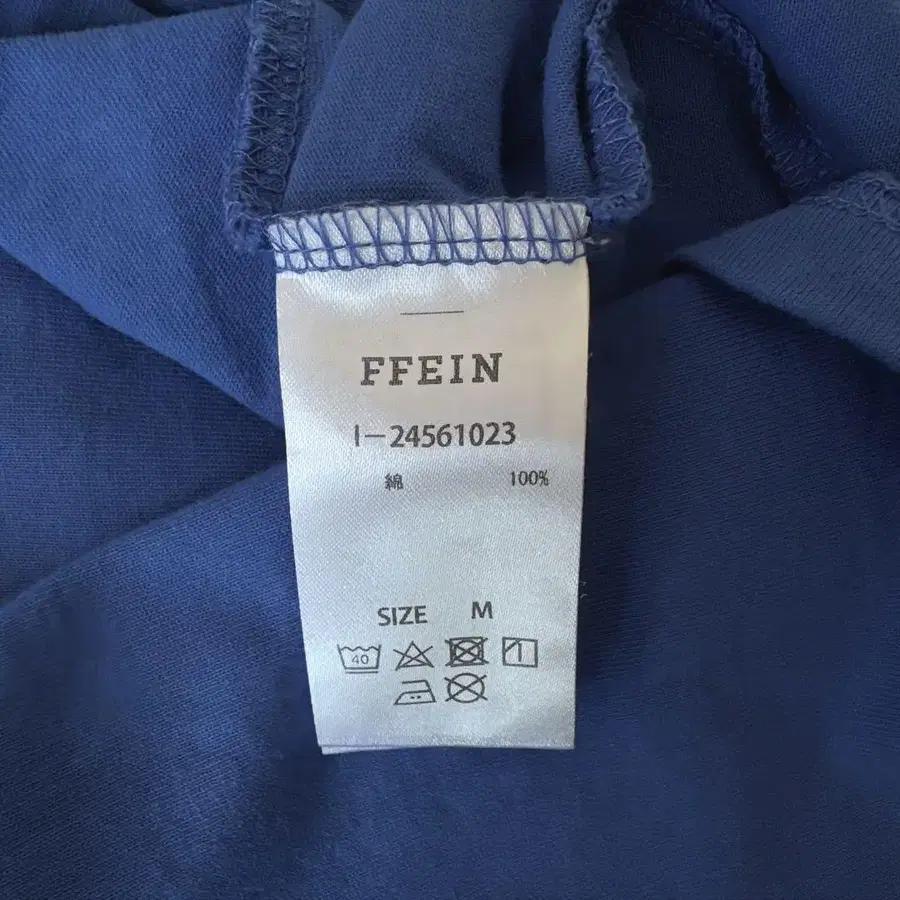 FFEIN
I-24561023
綿 100%
SIZE M
40